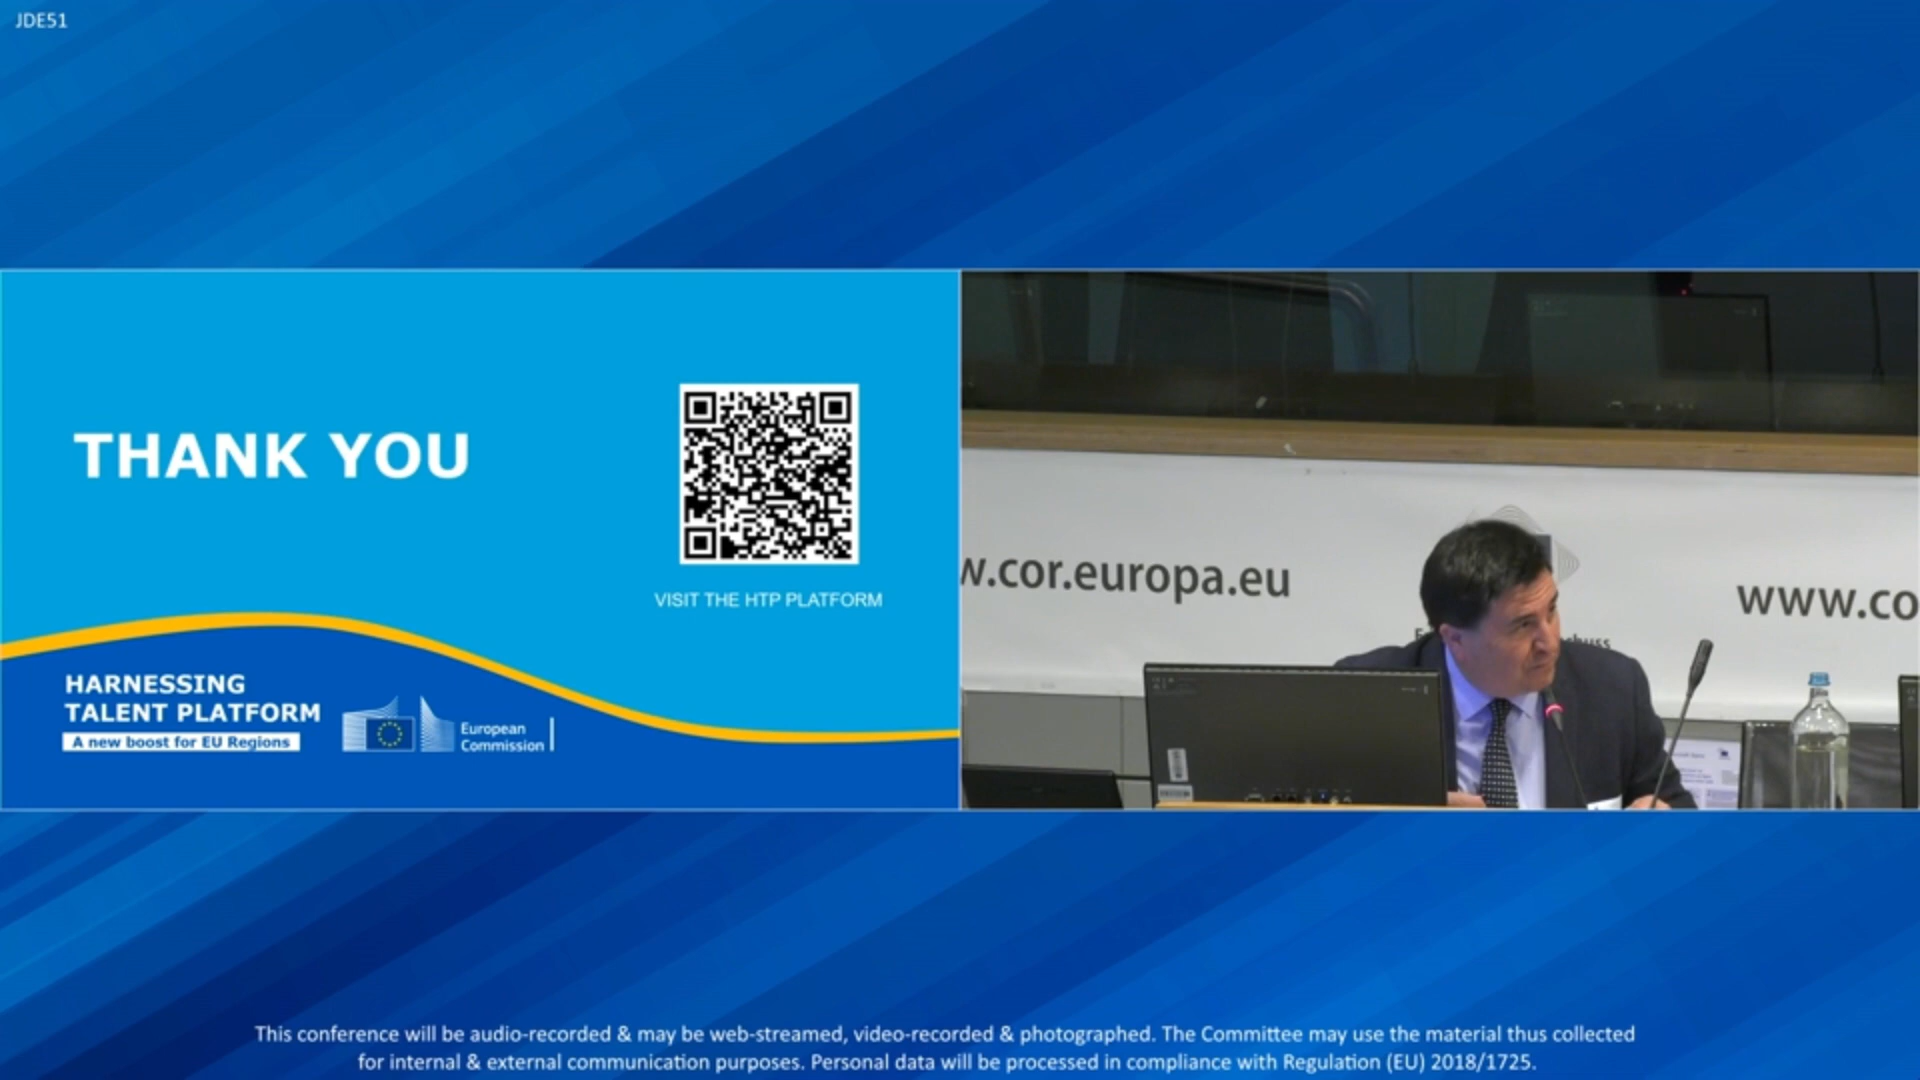 JDE51
THANK YOU
VISIT THE HTP PLATFORM
HARNESSING
TALENT PLATFORM
A new boost for EU Regions
European
Commission
w.cor.europa.eu
www.co
This conference will be audio-recorded & may be web-streamed, video-recorded & photographed. The Committee may use the material thus collected
for internal & external communication purposes. Personal data will be processed in compliance with Regulation (EU) 2018/1725.